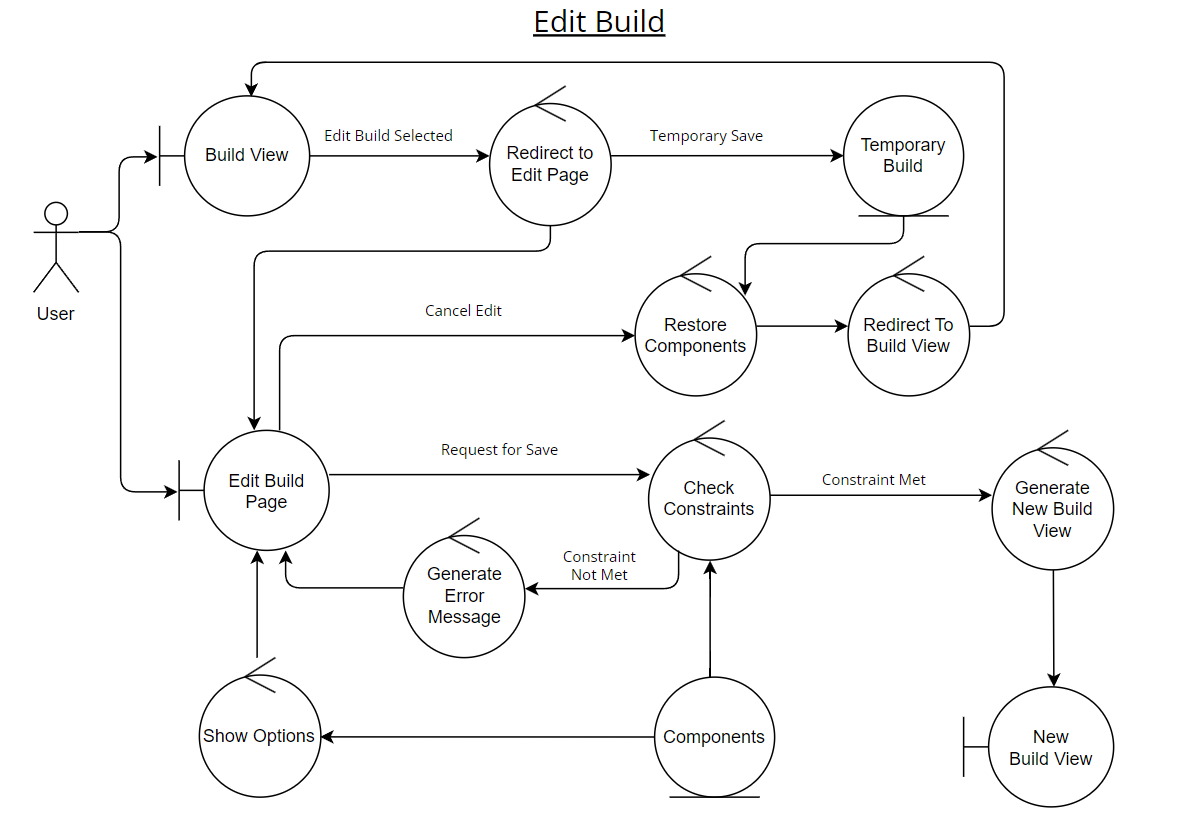 Edit Build
Build View
Edit Build Selected
Redirect to
Edit Page
Temporary Save
Temporary
Build
User
Cancel Edit
Restore
Components
Redirect To
Build View
Edit Build
Page
Request for Save
Check
Constraints
Constraint Met
Generate
New Build
View
Constraint
Not Met
Generate
Error
Message
Show Options
Components
New
Build View